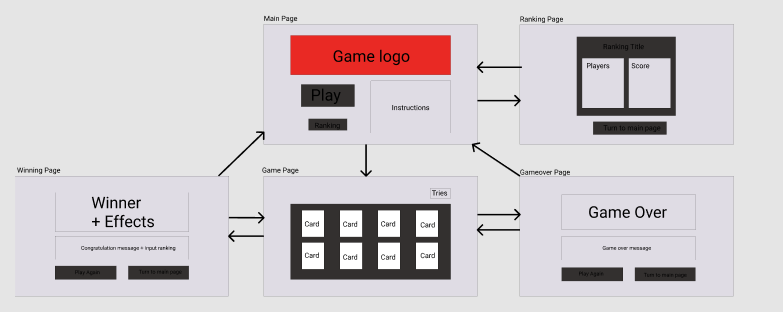 Main Page
Game logo
Play
Instructions
Ranking
Ranking Page
Ranking Title
Players
Score
Turn to main page
Winning Page
Winner
+ Effects
Congratulation message + input ranking
Play Again
Turn to main page
Game Page
Tries
Card Card Card Card
Card Card Card Card
Gameover Page
Game Over
Game over message
Play Again
Turn to main page